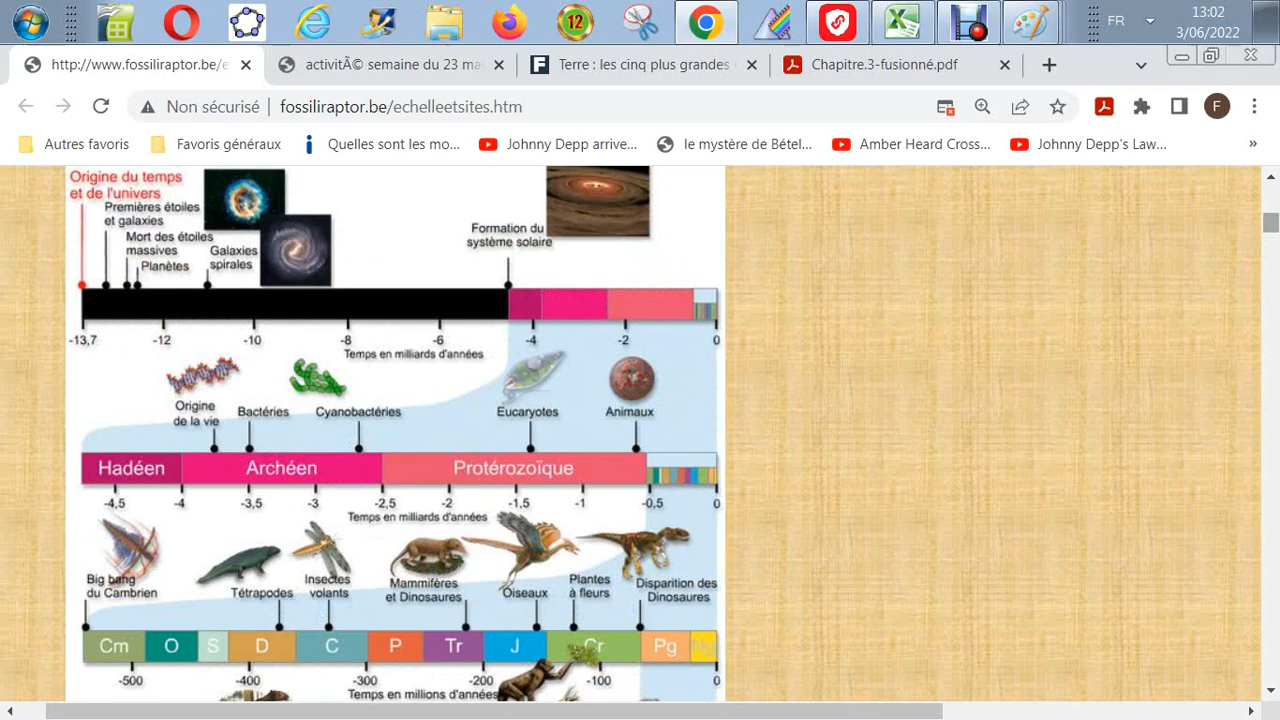 12
FR
13:02
3/06/2022
http://www.fossiliraptor.be/e
activitÃ© semaine du 23 ma
Terre : les cinq plus grandes
Chapitre.3-fusionné.pdf
Non sécurisé
fossiliraptor.be/echelleetsites.htm
F
Autres favoris
Favoris généraux
Quelles sont les mo...
Johnny Depp arrive...
le mystère de Bétel...
Amber Heard Cross...
Johnny Depp's Law...
»
Origine du temps
et de l'univers
Premières étoiles
et galaxies
Mort des étoiles
massives
Planètes
Galaxies
spirales
Formation du
système solaire
-13,7 -12 -10 -8 -6 -4 -2 0
Temps en milliards d'années
Origine
de la vie
Bactéries
Cyanobactéries
Eucaryotes
Animaux
Hadéen Archéen Protérozoïque
-4,5 -4 -3,5 -3 -2,5 -2 -1,5 -1 -0,5 0
Temps en milliards d'années
Big bang
du Cambrien
Tétrapodes
Insectes
volants
Mammifères
et Dinosaures
Oiseaux
Plantes
à fleurs
Disparition des
Dinosaures
Cm O S D C P Tr J Cr Pg
-500 -400 -300 -200 -100 0
Temps en millions d'années